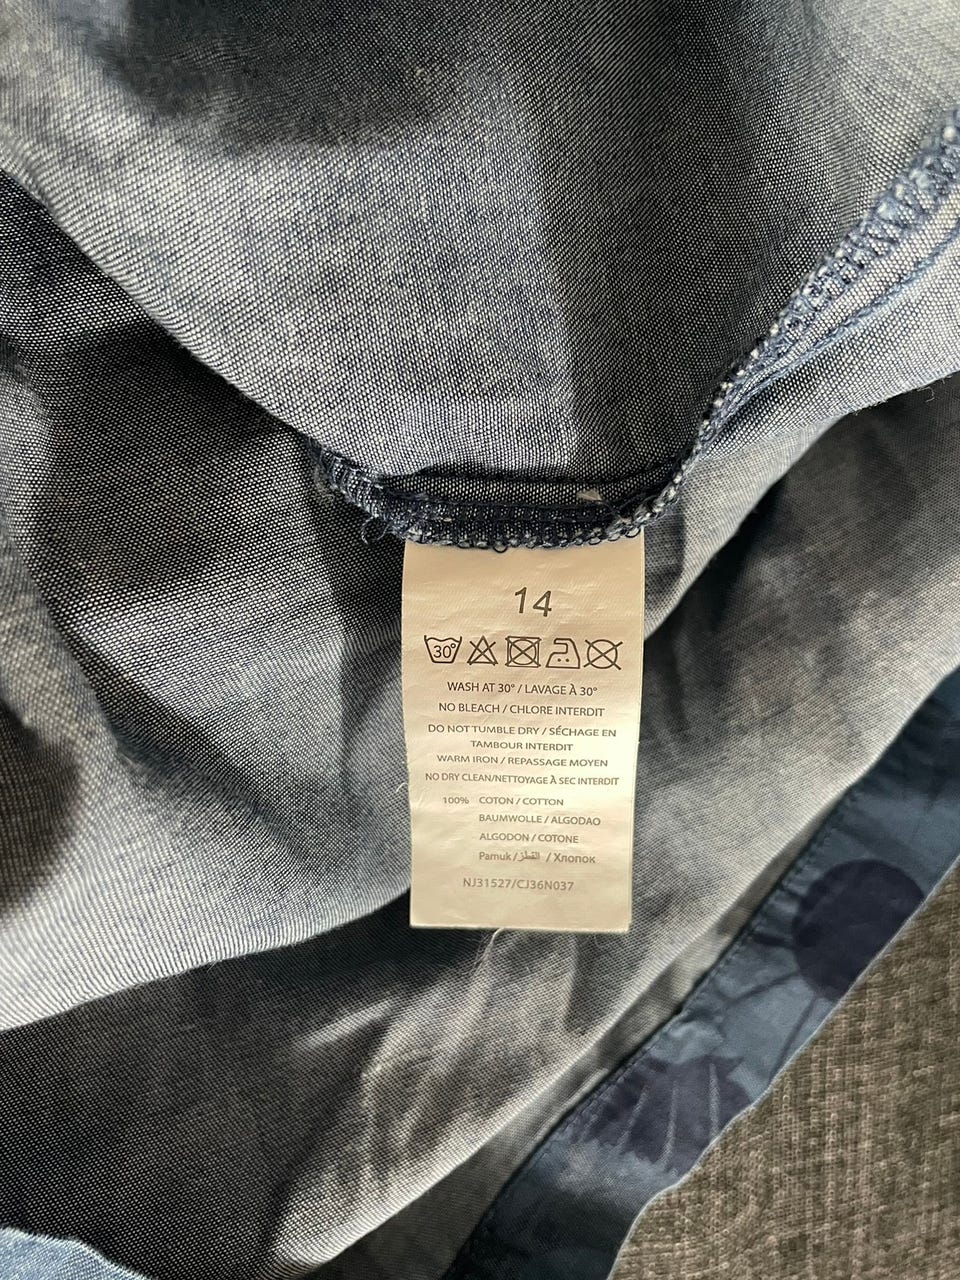 14
30°
WASH AT 30° / LAVAGE À 30°
NO BLEACH / CHLORE INTERDIT
DO NOT TUMBLE DRY / SÉCHAGE EN
TAMBOUR INTERDIT
WARM IRON / REPASSAGE MOYEN
NO DRY CLEAN/NETTOYAGE À SEC INTERDIT
100% COTON / COTTON
BAUMWOLLE / ALGODAO
ALGODON / COTONE
Pamuk / القطن / Хлопок
NJ31527/CJ36N037